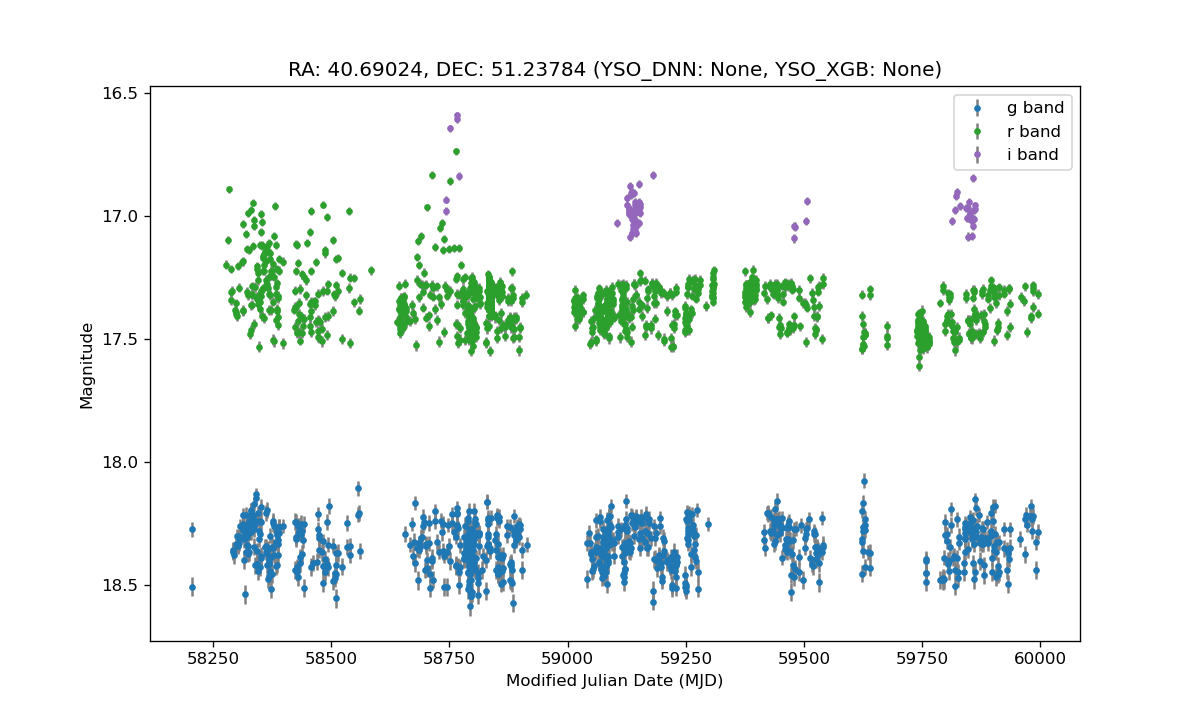 RA: 40.69024, DEC: 51.23784 (YSO_DNN: None, YSO_XGB: None)
g band
r band
i band
Magnitude
16.5
17.0
17.5
18.0
18.5
58250 58500 58750 59000 59250 59500 59750 60000
Modified Julian Date (MJD)